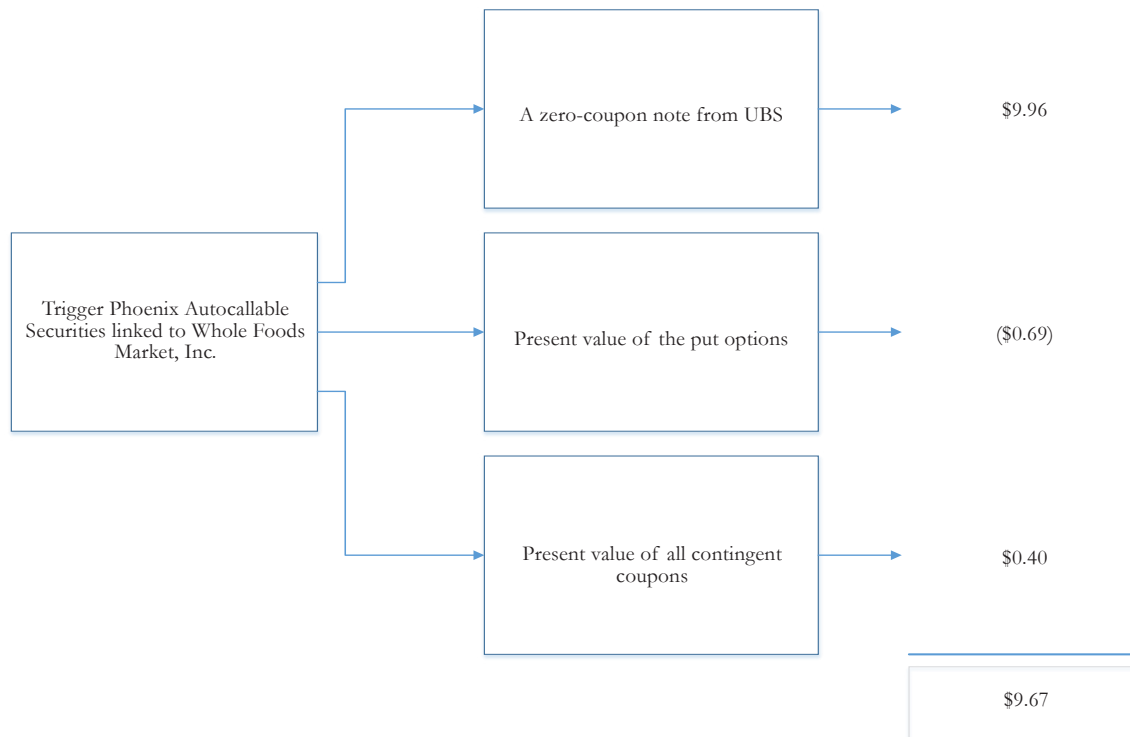 A zero-coupon note from UBS
$9.96
Trigger Phoenix Autocallable
Securities linked to Whole Foods
Market, Inc.
Present value of the put options
($0.69)
Present value of all contingent
coupons
$0.40
$9.67